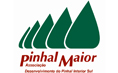 pinhal Maior
Associação
Desenvolvimento do Pinhal Interior Sul